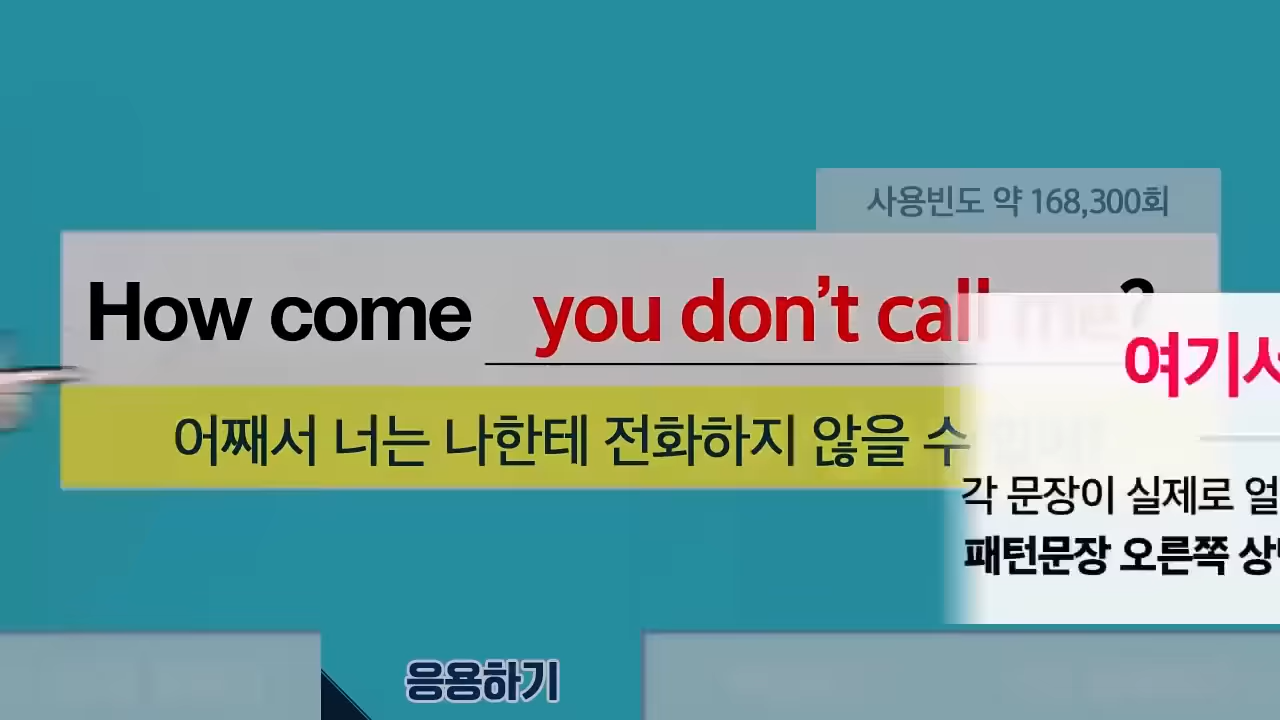 사용빈도 약 168,300회
How come you don't call me?
어째서 너는 나한테 전화하지 않을 수
여기서
각 문장이 실제로 얼
패턴문장 오른쪽 상
응용하기